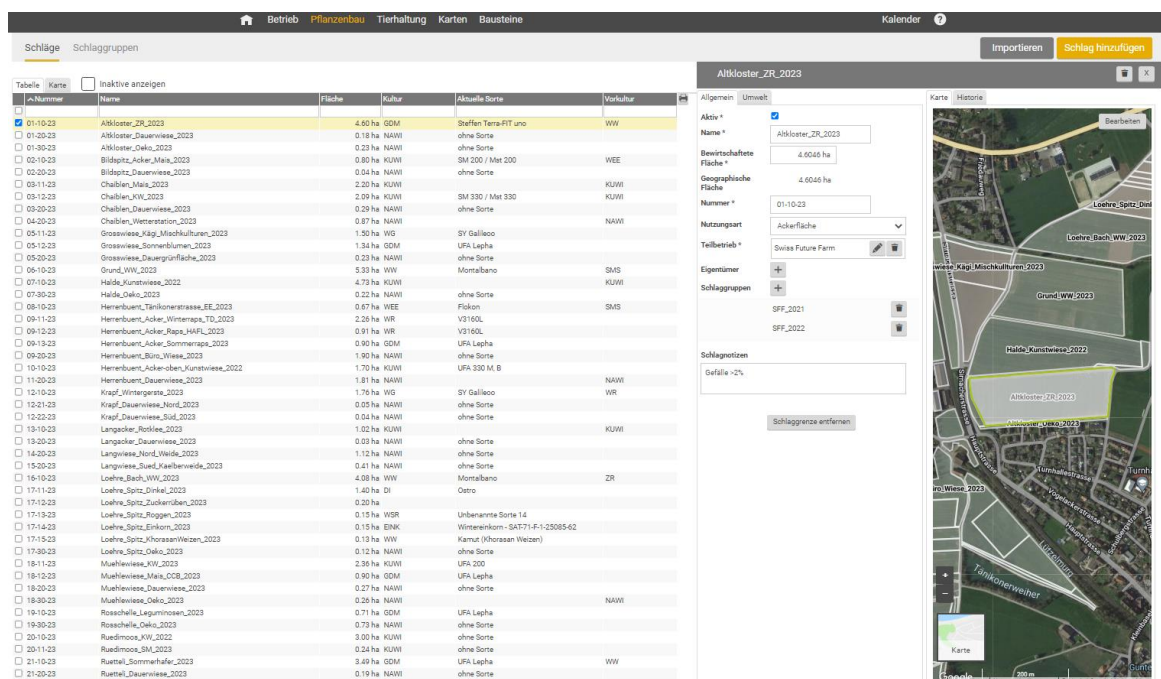 Betrieb Pflanzenbau Tierhaltung Karten Bausteine Kalender ?
Schläge Schlaggruppen Importieren Schlag hinzufügen
Tabelle Karte Inaktive anzeigen
Nummer Name Fläche Kultur Aktuelle Sorte Vorkultur
01-10-23 Altkloster_ZR_2023 4.60 ha GDM Steffen Terra-FIT uno WW
01-20-23 Altkloster_Dauerwiese_2023 0.18 ha NAWI ohne Sorte
01-30-23 Altkloster_Oeko_2023 0.23 ha NAWI ohne Sorte
02-10-23 Bildspitz_Acker_Mais_2023 0.80 ha KUWI SM 200 / Mst 200 WEE
02-20-23 Bildspitz_Dauerwiese_2023 0.04 ha NAWI ohne Sorte
03-11-23 Chaiblen_Mais_2023 2.20 ha KUWI KUWI
03-12-23 Chaiblen_KW_2023 2.09 ha KUWI SM 330 / Mst 330 KUWI
03-20-23 Chaiblen_Dauerwiese_2023 0.29 ha NAWI ohne Sorte
04-20-23 Chaiblen_Wetterstation_2023 0.87 ha NAWI NAWI
05-11-23 Grosswiese_Kägi_Mischkullturen_2023 1.50 ha WG SY Galileoo
05-12-23 Grosswiese_Sonnenblumen_2023 1.34 ha GDM UFA Lepha
05-20-23 Grosswiese_Dauergrünfläche_2023 0.23 ha NAWI ohne Sorte
06-10-23 Grund_WW_2023 5.33 ha WW Montalbano SMS
07-10-23 Halde_Kunstwiese_2022 4.73 ha KUWI KUWI
07-30-23 Halde_Oeko_2023 0.22 ha NAWI ohne Sorte
08-10-23 Herrenbuent_Tänikonerstrasse_EE_2023 0.67 ha WEE Flokon SMS
09-11-23 Herrenbuent_Acker_Winterraps_TD_2023 2.26 ha WR V3160L
09-12-23 Herrenbuent_Acker_Raps_HAFL_2023 0.91 ha WR V3160L
09-13-23 Herrenbuent_Acker_Sommerraps_2023 0.90 ha GDM UFA Lepha
09-20-23 Herrenbuent_Büro_Wiese_2023 1.90 ha NAWI ohne Sorte
10-10-23 Herrenbuent_Acker-oben_Kunstwiese_2022 1.70 ha KUWI UFA 330 M, B
11-20-23 Herrenbuent_Dauerwiese_2023 1.81 ha NAWI NAWI
12-10-23 Krapf_Wintergerste_2023 1.76 ha WG SY Galileoo WR
12-21-23 Krapf_Dauerwiese_Nord_2023 0.05 ha NAWI ohne Sorte
12-22-23 Krapf_Dauerwiese_Süd_2023 0.04 ha NAWI ohne Sorte
13-10-23 Langacker_Rotklee_2023 1.02 ha KUWI KUWI
13-20-23 Langacker_Dauerwiese_2023 0.03 ha NAWI ohne Sorte
14-20-23 Langwiese_Nord_Weide_2023 1.12 ha NAWI ohne Sorte
15-20-23 Langwiese_Sued_Kaelberweide_2023 0.41 ha NAWI ohne Sorte
16-10-23 Loehre_Bach_WW_2023 4.08 ha WW Montalbano ZR
17-11-23 Loehre_Spitz_Dinkel_2023 1.40 ha DI Ostro
17-12-23 Loehre_Spitz_Zuckerrüben_2023 0.20 ha
17-13-23 Loehre_Spitz_Roggen_2023 0.15 ha WSR Unbenannte Sorte 14
17-14-23 Loehre_Spitz_Einkorn_2023 0.15 ha EINK Wintereinkorn - SAT-71-F-1-25085-62
17-15-23 Loehre_Spitz_KhorasanWeizen_2023 0.13 ha WW Kamut (Khorasan Weizen)
17-30-23 Loehre_Spitz_Oeko_2023 0.12 ha NAWI ohne Sorte
18-11-23 Muehlewiese_KW_2023 2.36 ha KUWI UFA 200
18-12-23 Muehlewiese_Mais_CCB_2023 0.90 ha GDM UFA Lepha
18-20-23 Muehlewiese_Dauerwiese_2023 0.27 ha NAWI ohne Sorte
18-30-23 Muehlewiese_Oeko_2023 0.26 ha NAWI NAWI
19-10-23 Rosschelle_Leguminosen_2023 0.71 ha GDM UFA Lepha
19-30-23 Rosschelle_Oeko_2023 0.73 ha NAWI ohne Sorte
20-10-23 Ruedimoos_KW_2022 3.00 ha KUWI ohne Sorte
20-11-23 Ruedimoos_SM_2023 0.24 ha KUWI ohne Sorte
21-10-23 Ruetteli_Sommerhafer_2023 3.49 ha GDM UFA Lepha WW
21-20-23 Ruetteli_Dauerwiese_2023 0.19 ha NAWI ohne Sorte
Altkloster_ZR_2023 X
Allgemein Umwelt
Aktiv *
Name * Altkloster_ZR_2023
Bewirtschaftete Fläche * 4.6046 ha
Geographische Fläche 4.6046 ha
Nummer * 01-10-23
Nutzungsart Ackerfläche
Teilbetrieb * Swiss Future Farm
Eigentümer +
Schlaggruppen +
SFF_2021
SFF_2022
Schlagnotizen
Gefälle >2%
Schlaggrenze entfernen
Karte Historie
Bearbeiten
Loehre_Spitz_Dinl
Loehre_Bach_WW_2023
wiese_Kägi_Mischkullturen_2023
Grund_WW_2023
Halde_Kunstwiese_2022
Altkloster_ZR_2023
Altkloster_Oeko_2023
Hauptstrasse
Turnhallestrasse
Turnh
iro_Wiese_2023
Vogelackerstrasse
Hauptstrasse
Lützelmurg
Tänikonerweiher
+
−
Karte
Google
200 m
Gunte